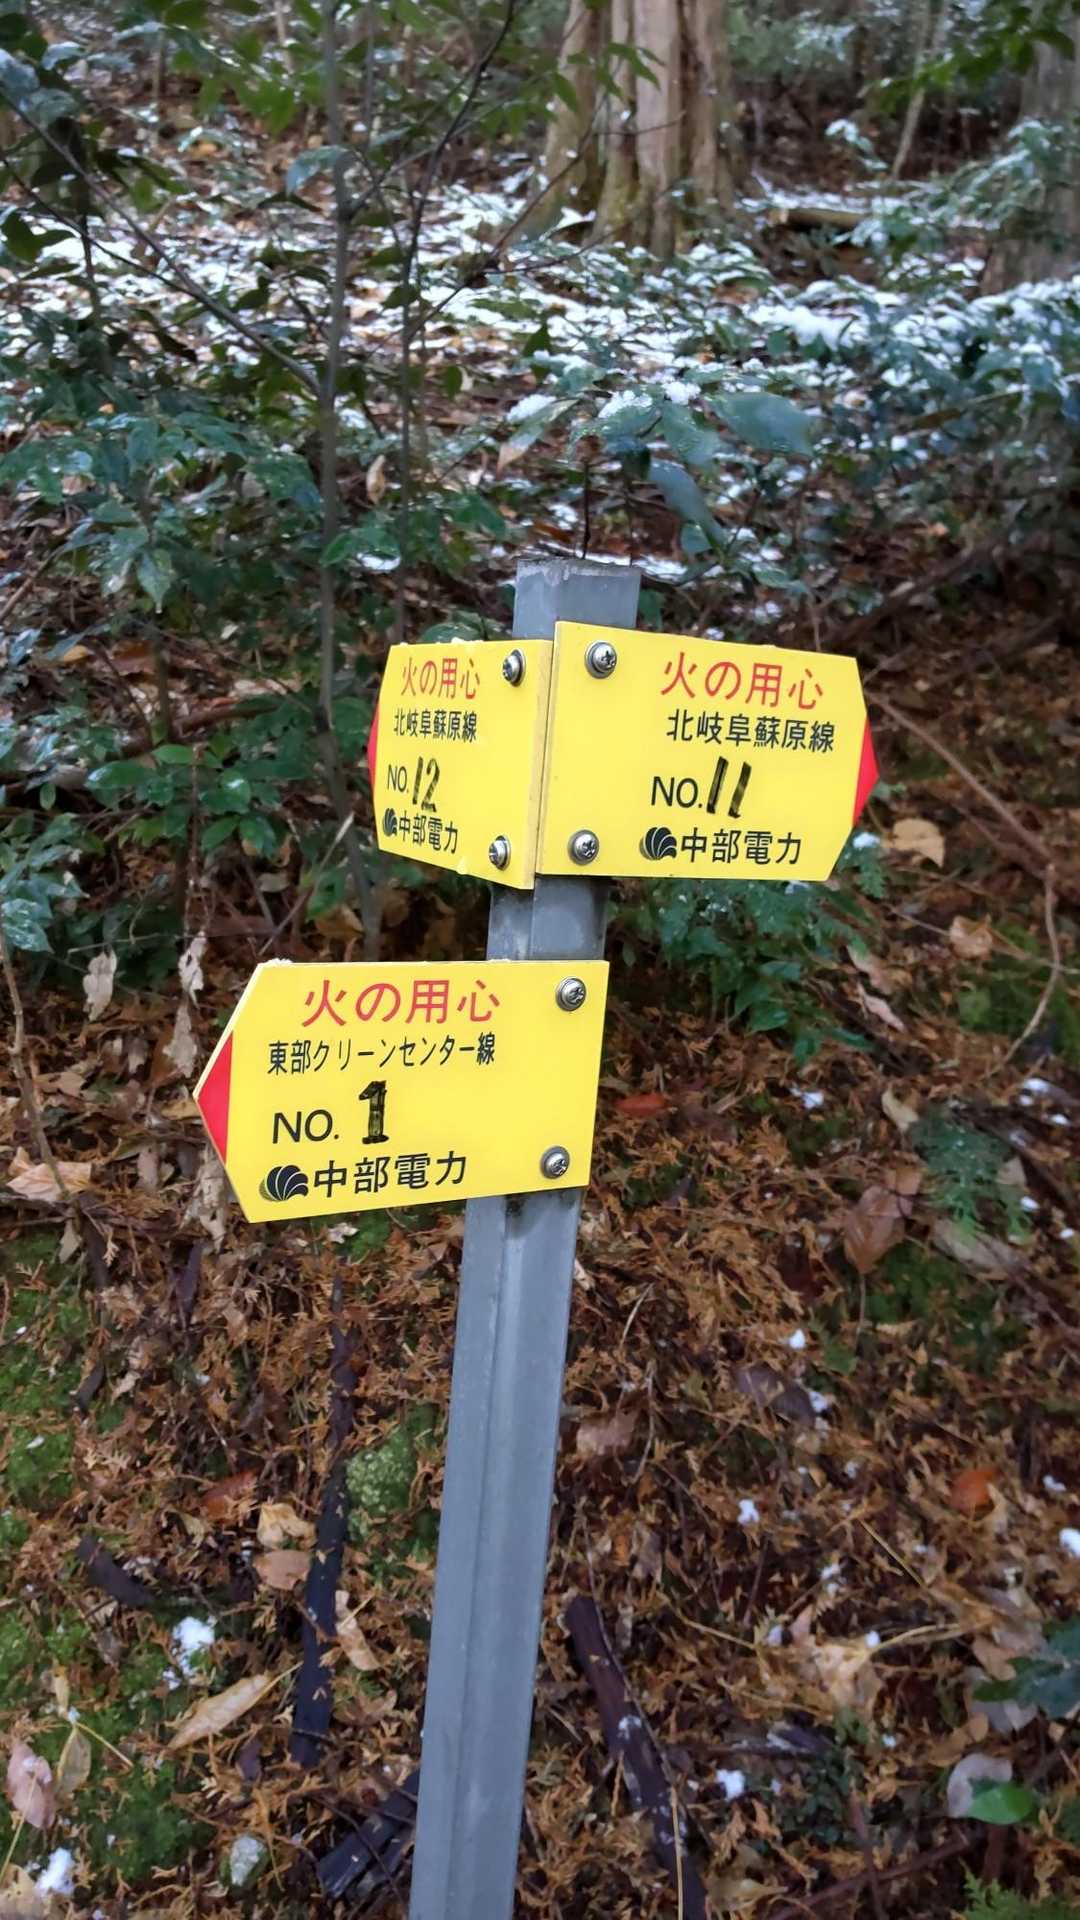 火の用心
北岐阜蘇原線
NO.12
中部電力
火の用心
北岐阜蘇原線
NO.11
中部電力
火の用心
東部クリーンセンター線
NO. 1
中部電力